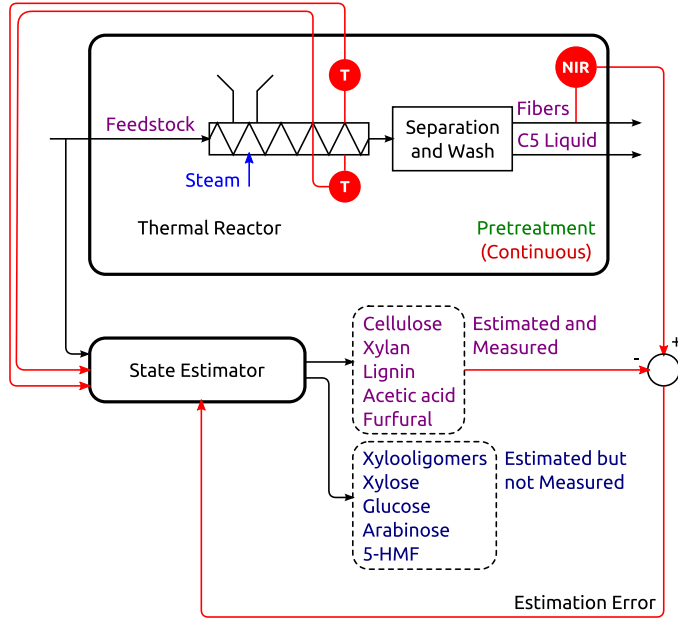 T
NIR
Feedstock
Separation
and Wash
Fibers
C5 Liquid
Steam
T
Thermal Reactor
Pretreatment
(Continuous)
State Estimator
Cellulose
Xylan
Lignin
Acetic acid
Furfural
Estimated and
Measured
+
-
Xylooligomers
Xylose
Glucose
Arabinose
5-HMF
Estimated but
not Measured
Estimation Error